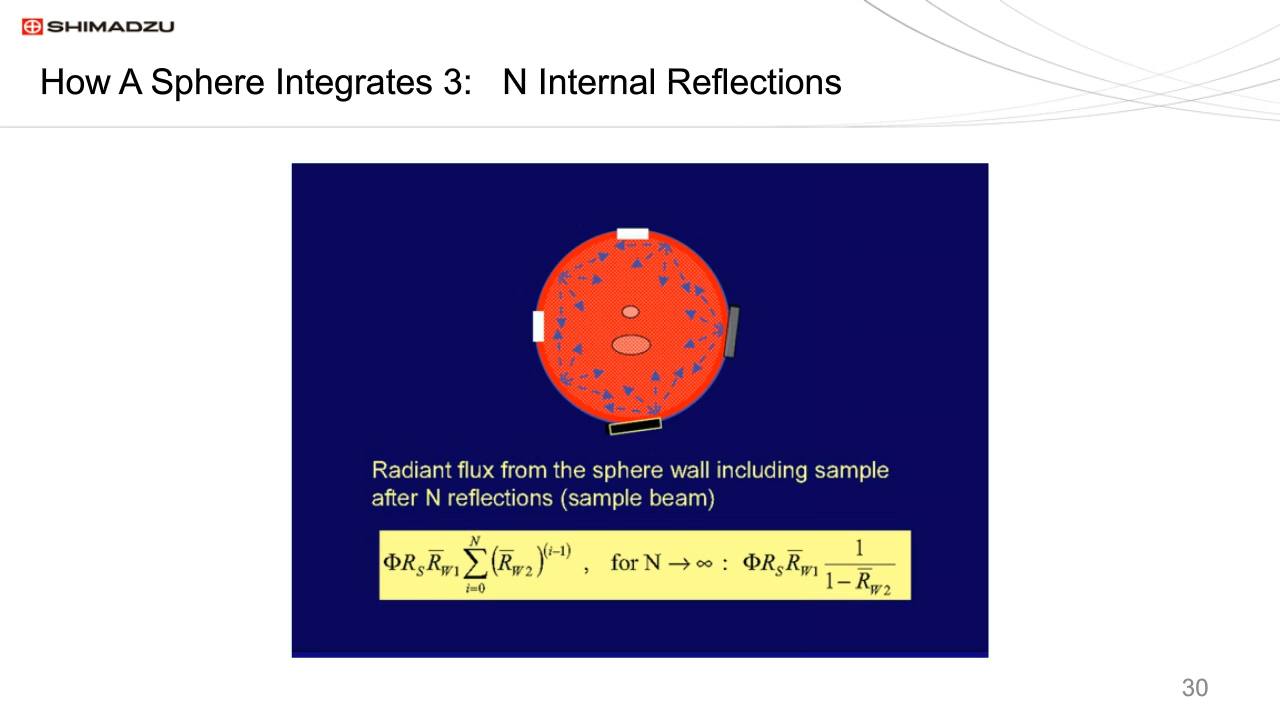 SHIMADZU
How A Sphere Integrates 3: N Internal Reflections
Radiant flux from the sphere wall including sample
after N reflections (sample beam)
ΦR_S R̅_W1 ∑_{i=0}^{N} (R̅_W2)^(i−1) , for N → ∞ : ΦR_S R̅_W1 1/(1 − R̅_W2)
30